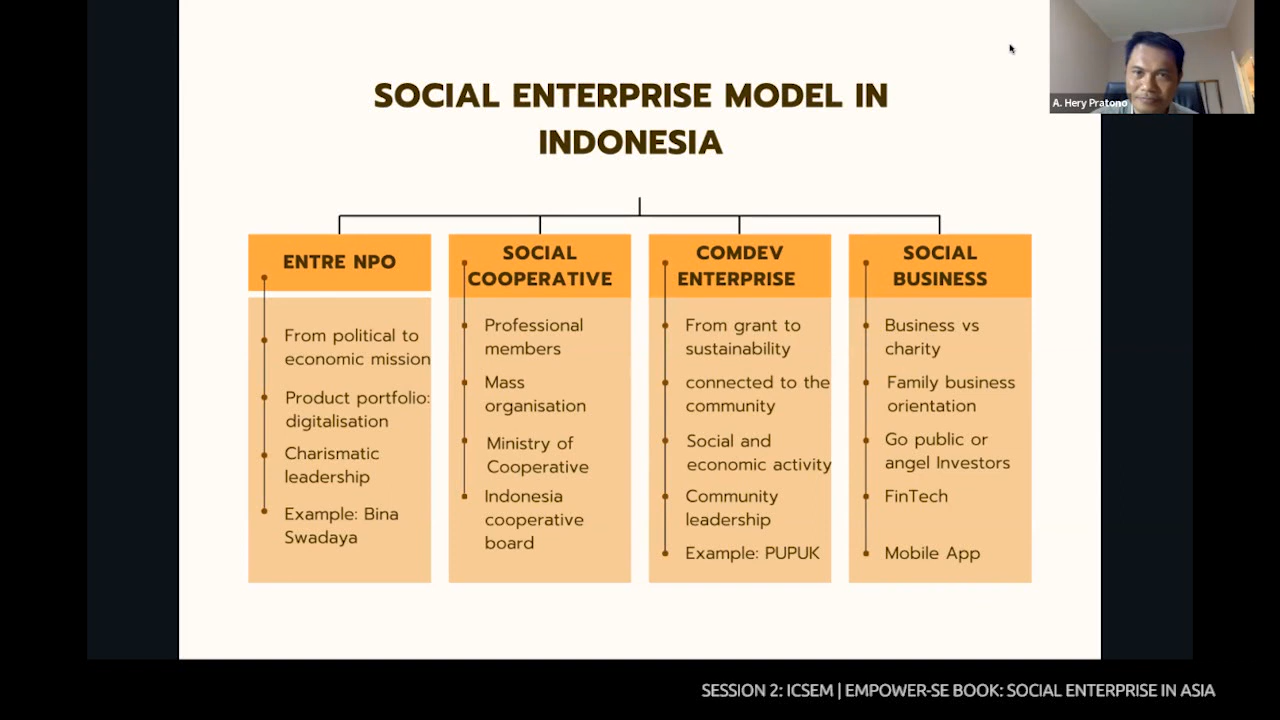 SOCIAL ENTERPRISE MODEL IN
INDONESIA
A. Hery Pratono
ENTRE NPO
From political to
economic mission
Product portfolio:
digitalisation
Charismatic
leadership
Example: Bina
Swadaya
SOCIAL
COOPERATIVE
Professional
members
Mass
organisation
Ministry of
Cooperative
Indonesia
cooperative
board
COMDEV
ENTERPRISE
From grant to
sustainability
connected to the
community
Social and
economic activity
Community
leadership
Example: PUPUK
SOCIAL
BUSINESS
Business vs
charity
Family business
orientation
Go public or
angel Investors
FinTech
Mobile App
SESSION 2: ICSEM | EMPOWER-SE BOOK: SOCIAL ENTERPRISE IN ASIA